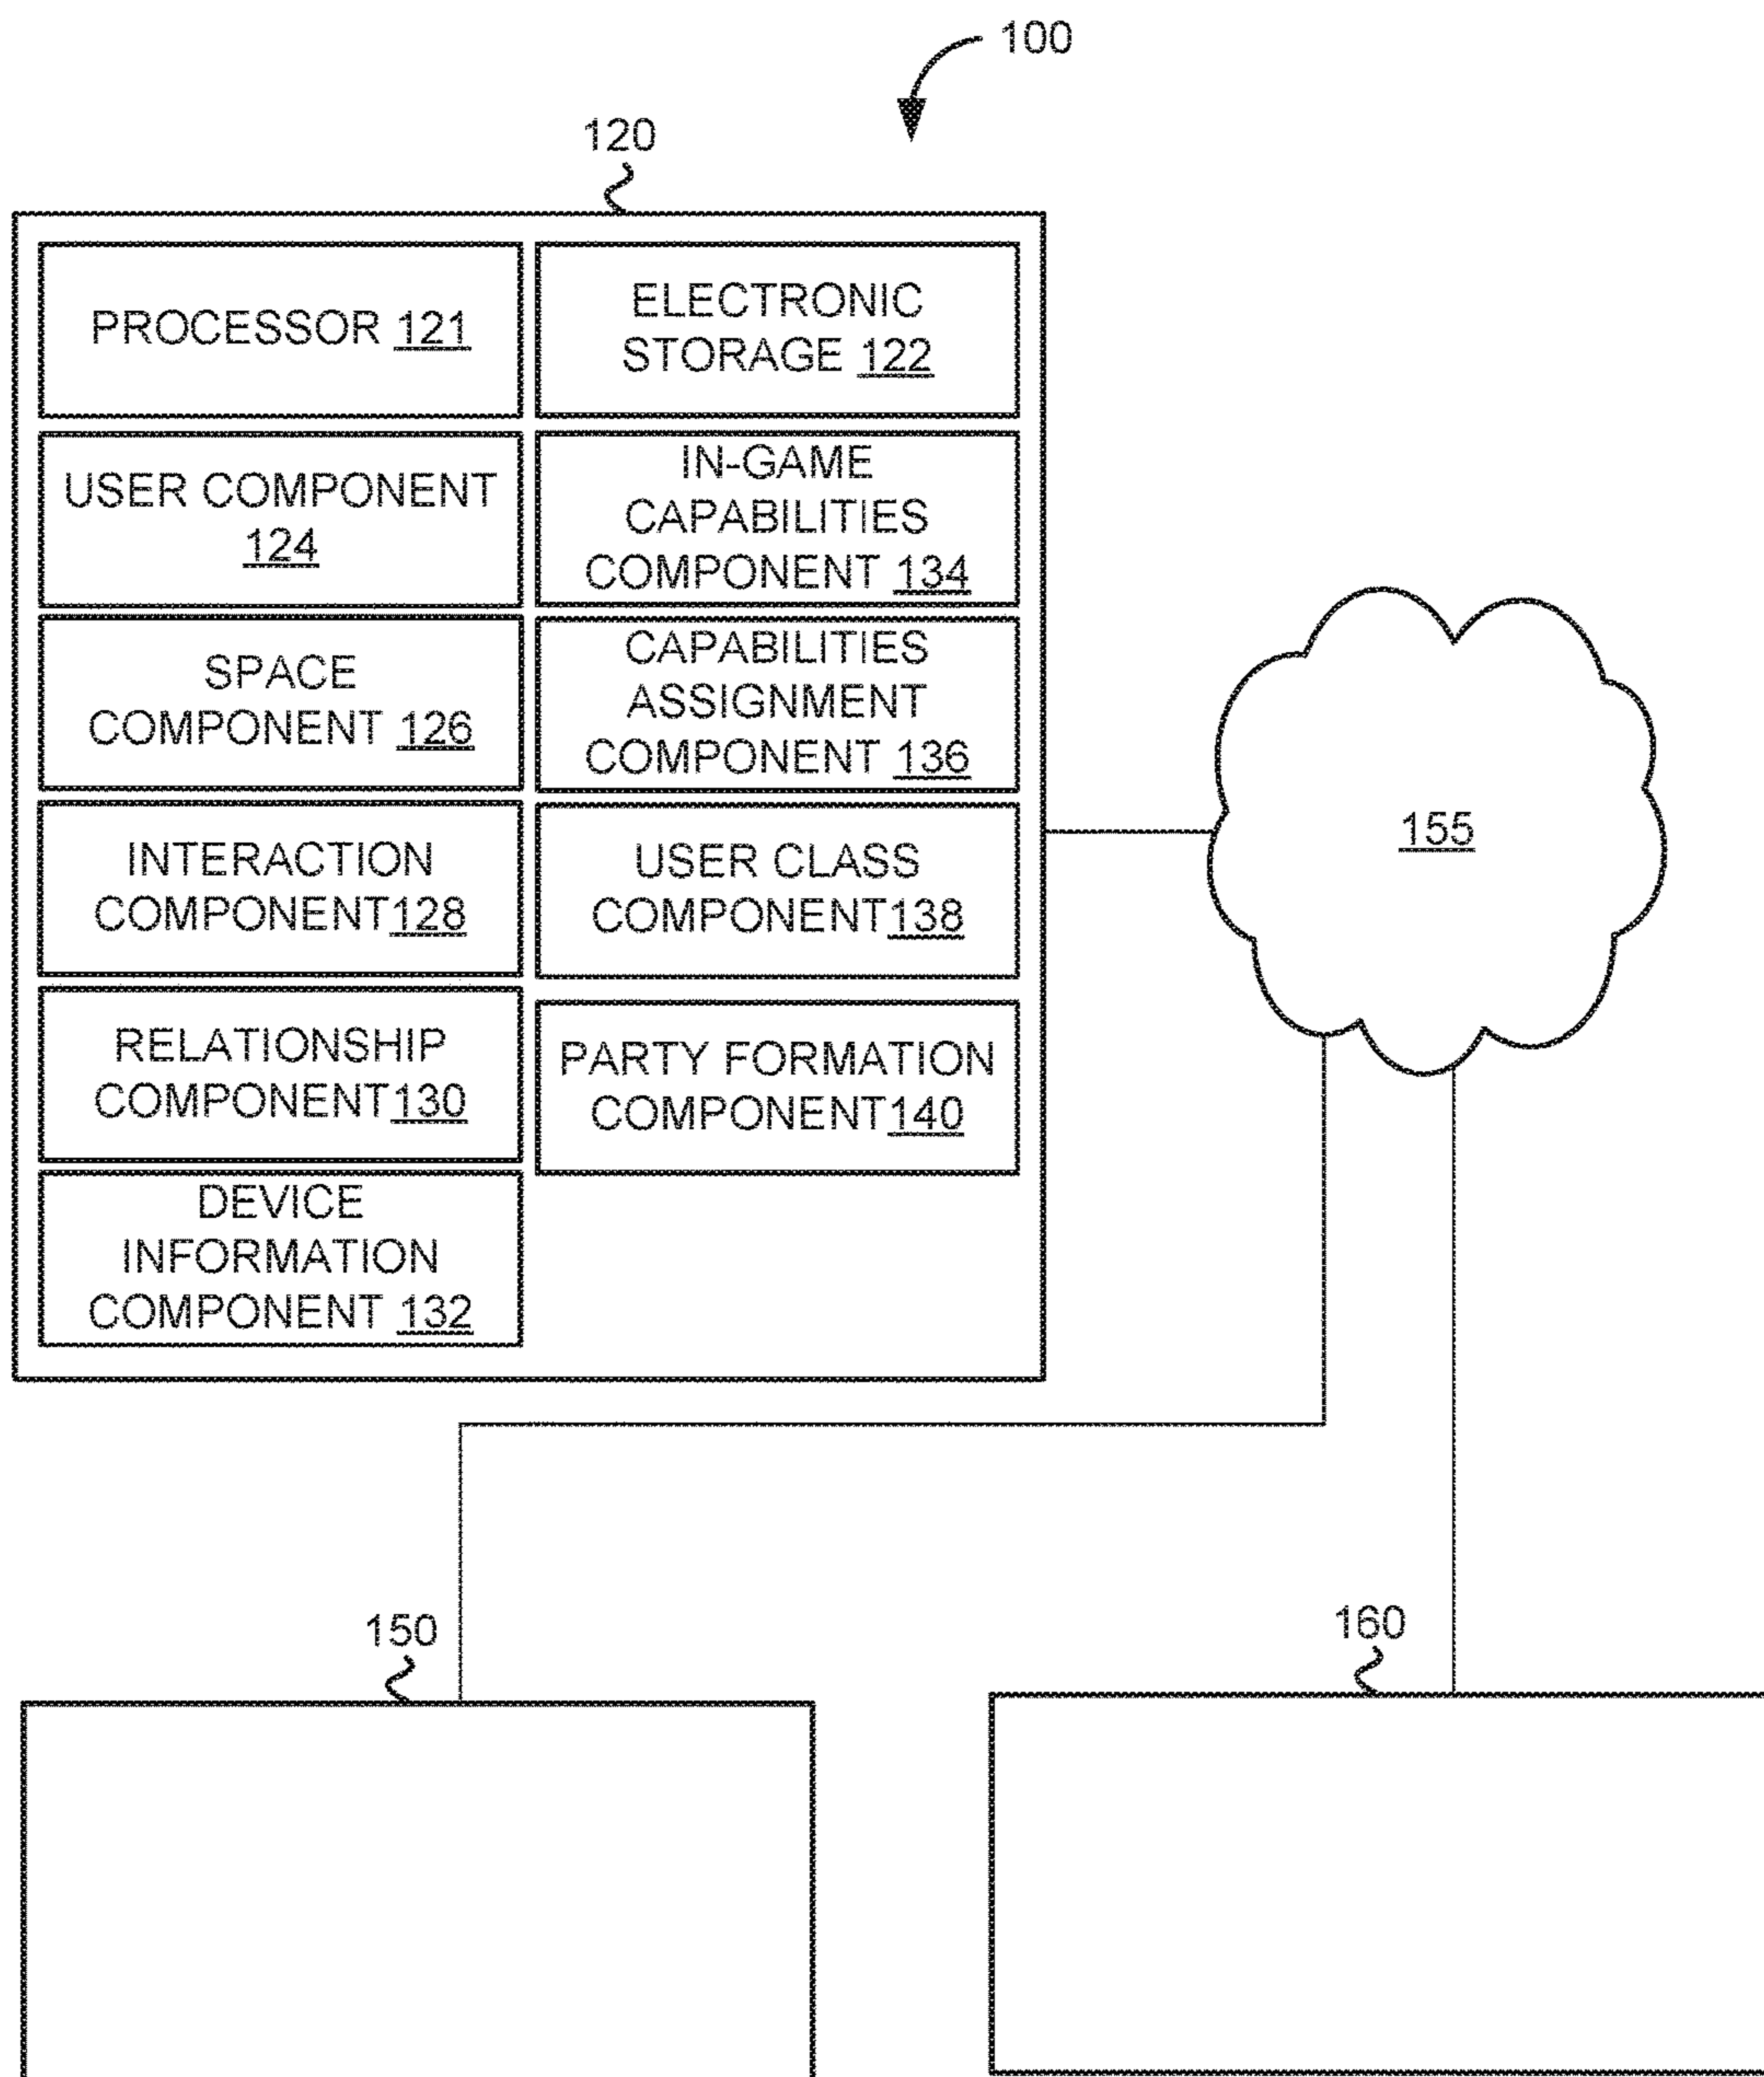 100
120
PROCESSOR 121
ELECTRONIC
STORAGE 122
USER COMPONENT
124
IN-GAME
CAPABILITIES
COMPONENT 134
SPACE
COMPONENT 126
CAPABILITIES
ASSIGNMENT
COMPONENT 136
INTERACTION
COMPONENT128
USER CLASS
COMPONENT138
RELATIONSHIP
COMPONENT130
PARTY FORMATION
COMPONENT140
DEVICE
INFORMATION
COMPONENT 132
155
150
160